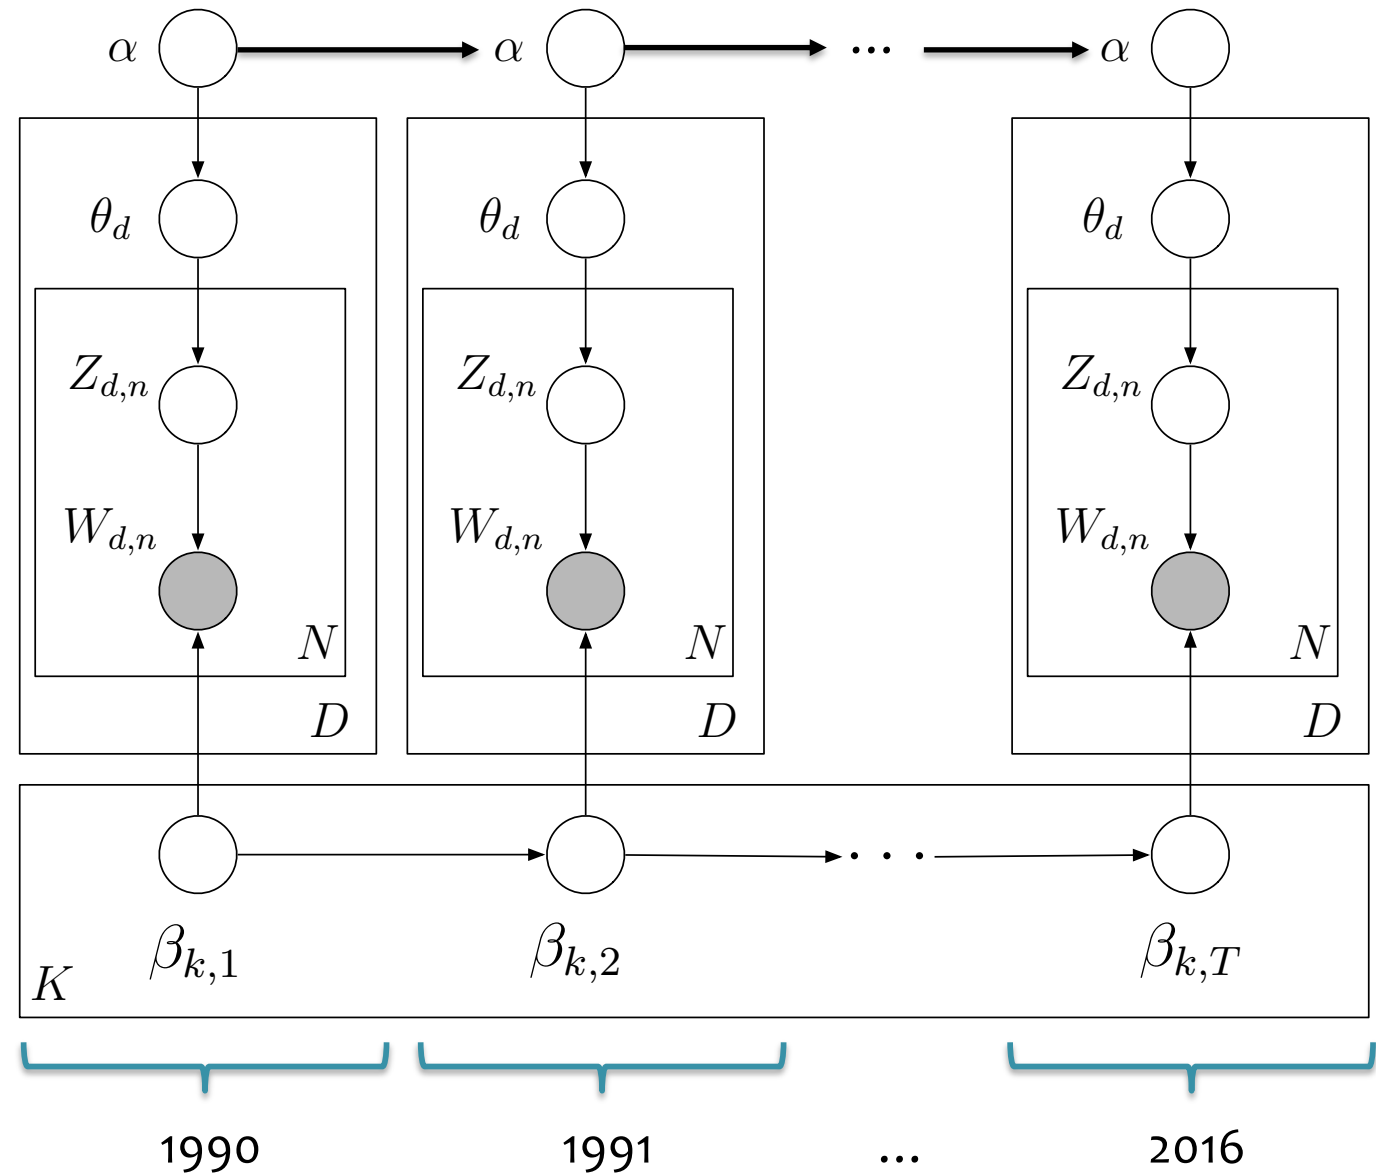 α α ... α
θ_d θ_d θ_d
Z_{d,n} Z_{d,n} Z_{d,n}
W_{d,n} W_{d,n} W_{d,n}
N N N
D D D
. . .
β_{k,1} β_{k,2} β_{k,T}
K
1990 1991 ... 2016